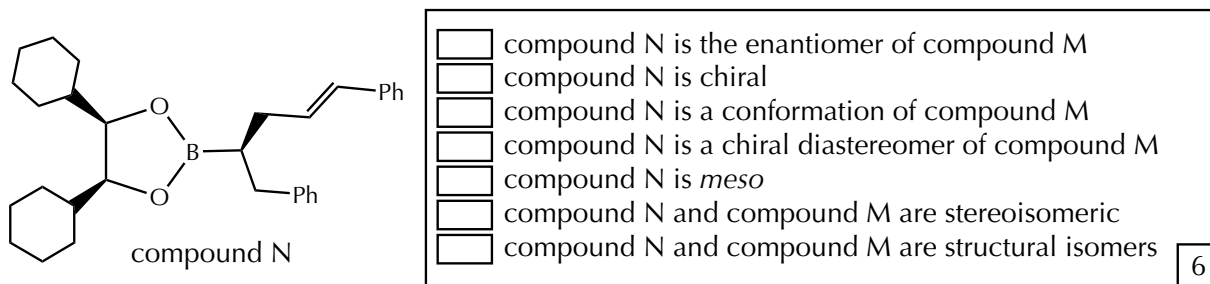 compound N is the enantiomer of compound M
compound N is chiral
compound N is a conformation of compound M
compound N is a chiral diastereomer of compound M
compound N is meso
compound N and compound M are stereoisomeric
compound N and compound M are structural isomers
6
O
B
O
Ph
Ph
compound N